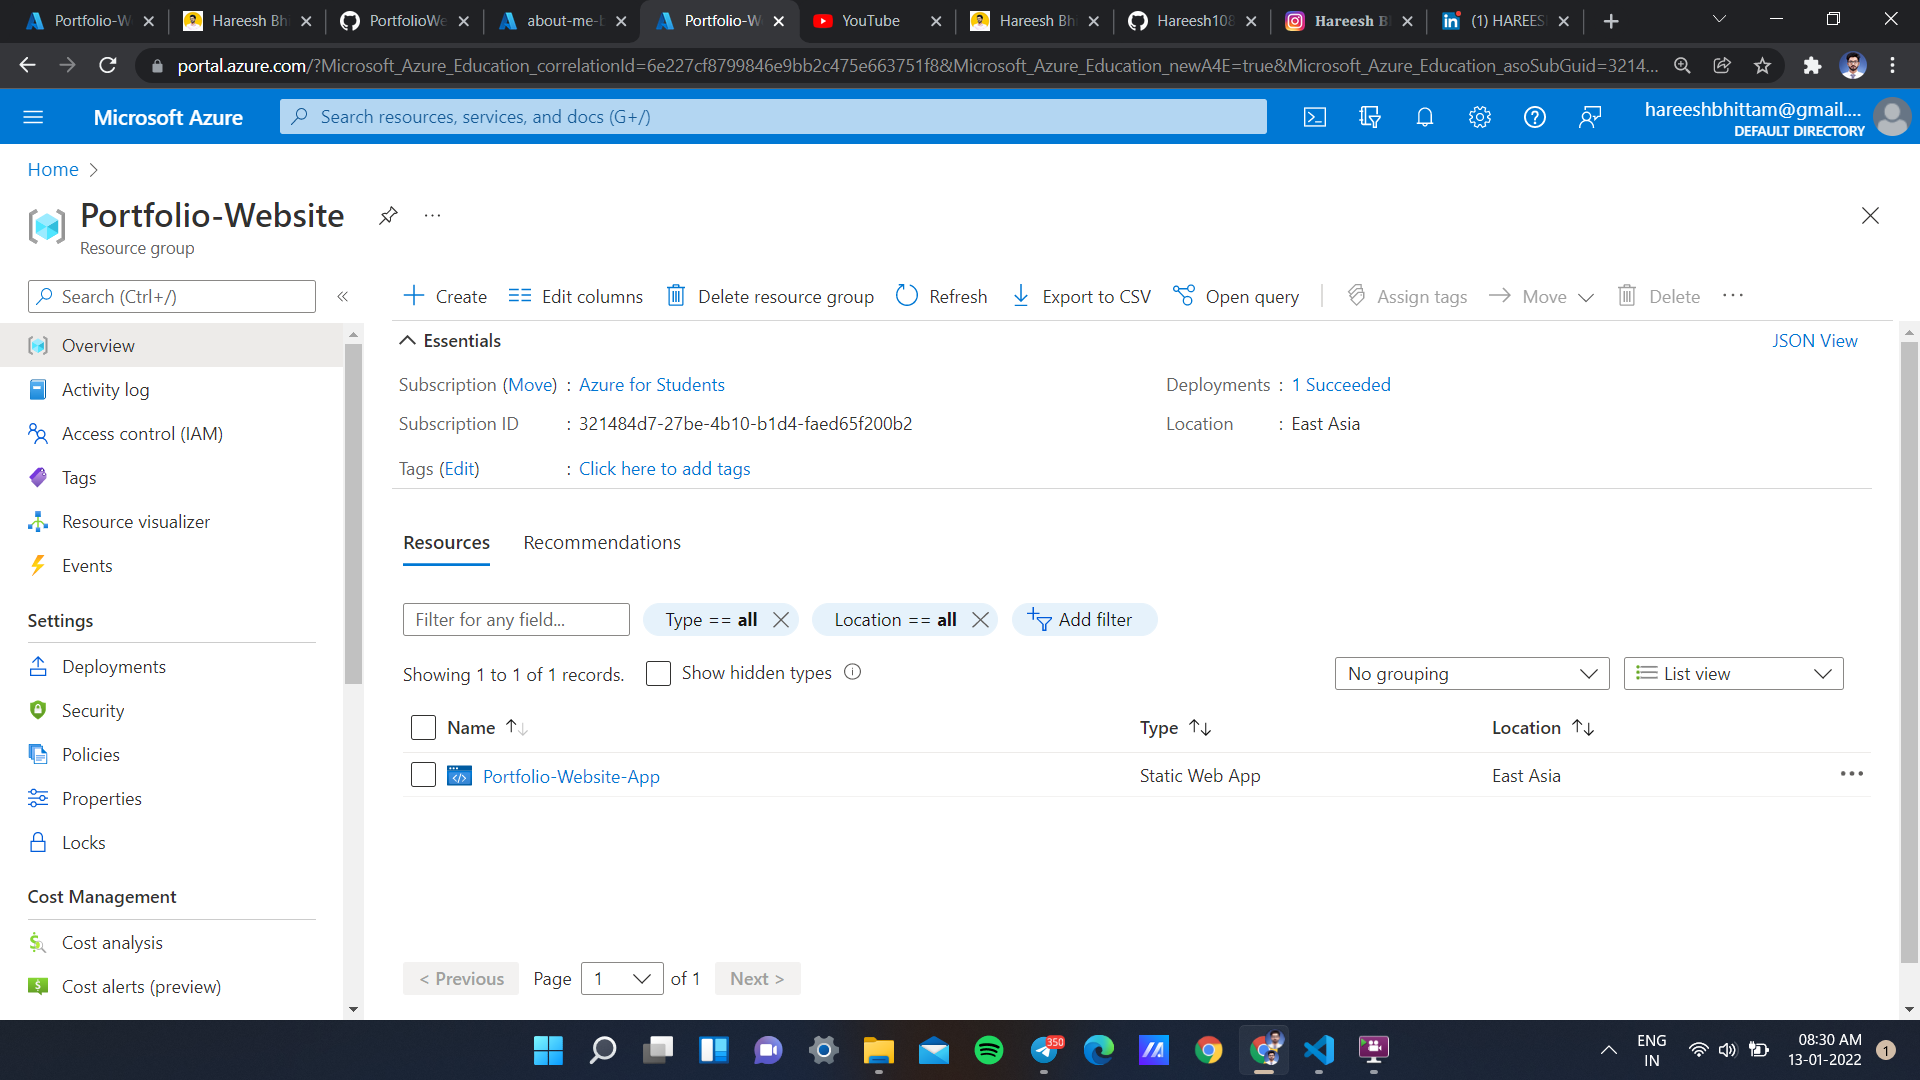 Portfolio-W
Hareesh Bhi
PortfolioWe
about-me-b
Portfolio-W
YouTube
Hareesh Bhi
Hareesh108
Hareesh B
(1) HAREES
portal.azure.com/?Microsoft_Azure_Education_correlationId=6e227cf8799846e9bb2c475e663751f8&Microsoft_Azure_Education_newA4E=true&Microsoft_Azure_Education_asoSubGuid=3214...
Microsoft Azure
Search resources, services, and docs (G+/)
hareeshbhittam@gmail....
DEFAULT DIRECTORY
Home
Portfolio-Website
Resource group
Search (Ctrl+/)
Create
Edit columns
Delete resource group
Refresh
Export to CSV
Open query
Assign tags
Move
Delete
Overview
Activity log
Access control (IAM)
Tags
Resource visualizer
Events
Settings
Deployments
Security
Policies
Properties
Locks
Cost Management
Cost analysis
Cost alerts (preview)
Essentials
JSON View
Subscription (Move) : Azure for Students
Subscription ID : 321484d7-27be-4b10-b1d4-faed65f200b2
Tags (Edit) : Click here to add tags
Deployments : 1 Succeeded
Location : East Asia
Resources
Recommendations
Filter for any field...
Type == all
Location == all
Add filter
Showing 1 to 1 of 1 records.
Show hidden types
No grouping
List view
Name
Type
Location
Portfolio-Website-App
Static Web App
East Asia
< Previous
Page 1 of 1
Next >
350
ENG
IN
08:30 AM
13-01-2022
1